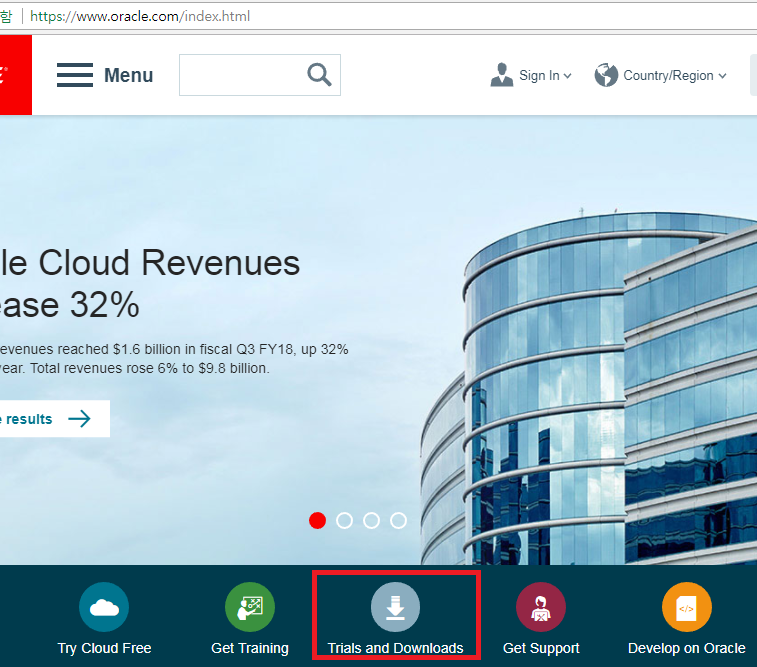 함 https://www.oracle.com/index.html
Menu
Sign In
Country/Region
le Cloud Revenues
ease 32%
evenues reached $1.6 billion in fiscal Q3 FY18, up 32%
year. Total revenues rose 6% to $9.8 billion.
results
Try Cloud Free
Get Training
Trials and Downloads
Get Support
</>
Develop on Oracle